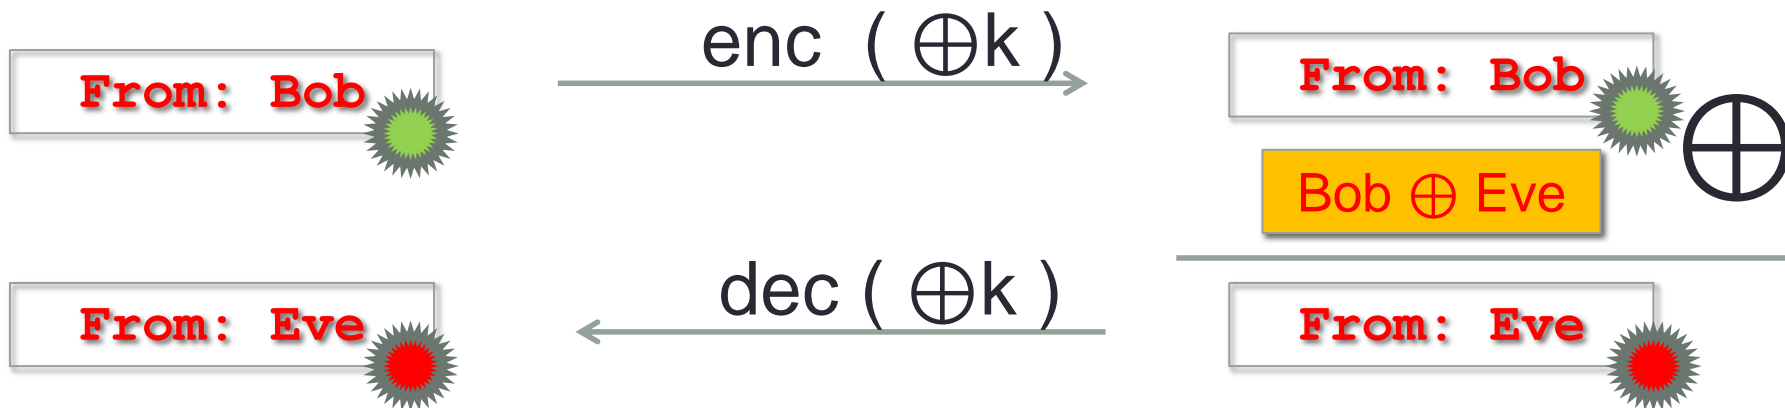 From: Bob
enc ( ⊕k )
From: Bob
⊕
Bob ⊕ Eve
From: Eve
dec ( ⊕k )
From: Eve